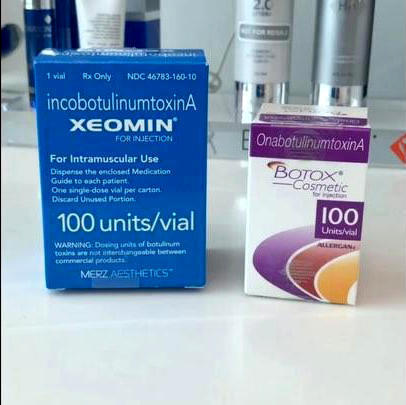 2.0
NOT FOR RESALE
1 vial Rx Only NDC 46783-160-10
incobotulinumtoxinA
XEOMIN®
FOR INJECTION
For Intramuscular Use
Dispense the enclosed Medication
Guide to each patient.
One single-dose vial per carton.
Discard Unused Portion.
100 units/vial
WARNING: Dosing units of botulinum
toxins are not interchangeable between
commercial products.
MERZ AESTHETICS™
OnabotulinumtoxinA
BOTOX®
Cosmetic
for injection
100
Units/vial
ALLERGAN